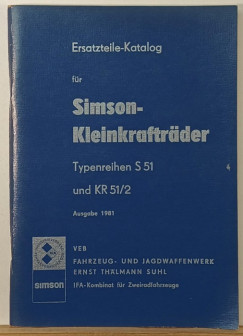 Ersatzteile-Katalog
für
Simson-
Kleinkrafträder
Typenreihen S 51
und KR 51/2
Ausgabe 1981
VEB
FAHRZEUG- UND JAGDWAFFENWERK
ERNST THÄLMANN SUHL
IFA-Kombinat für Zweiradfahrzeuge
simson